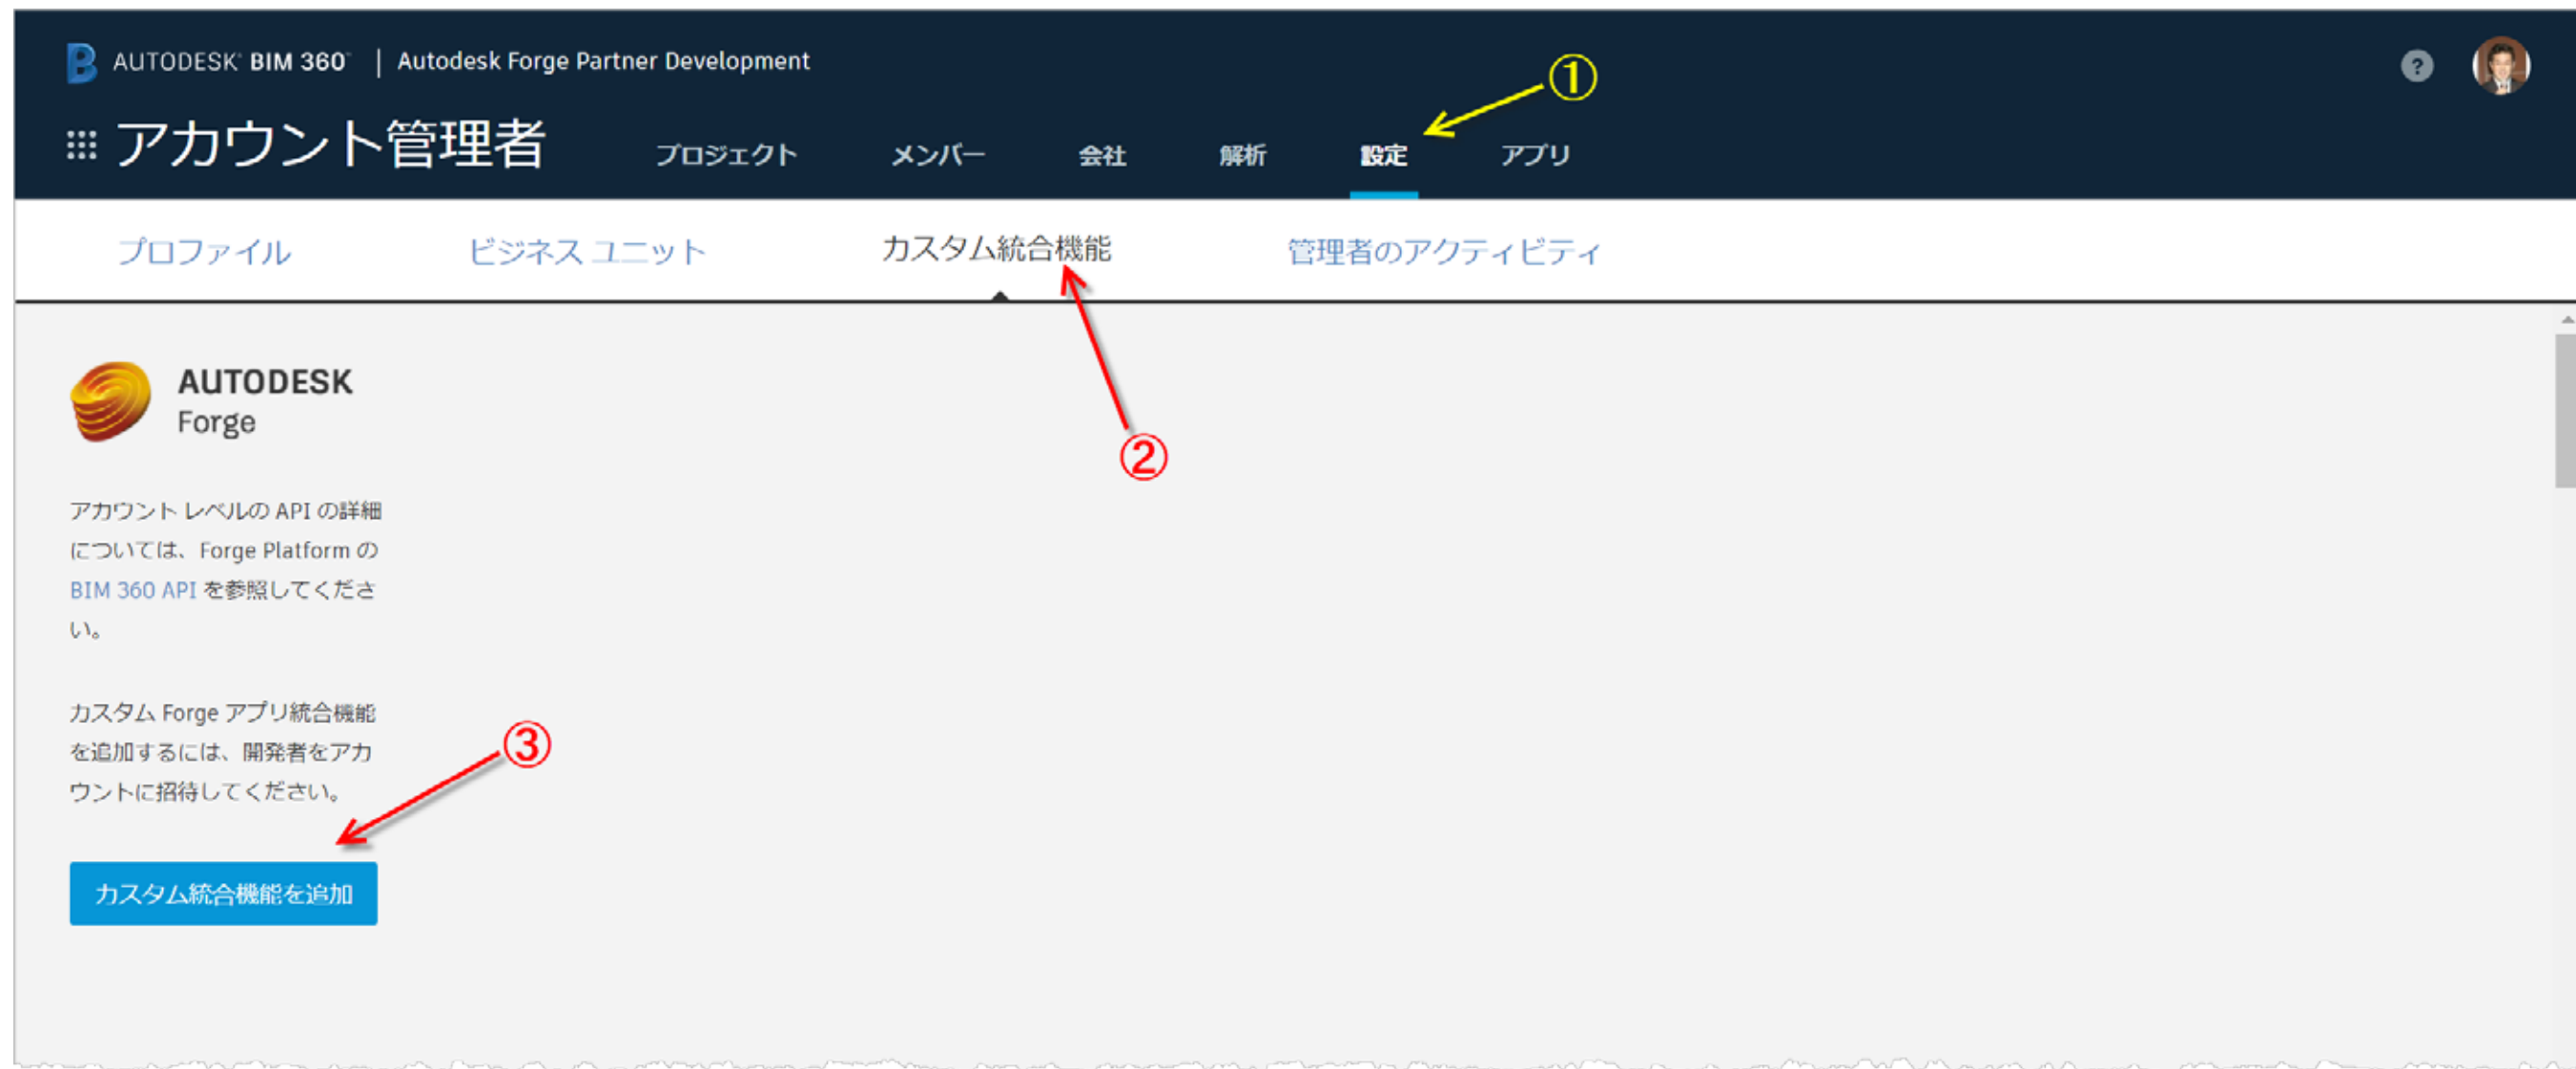 AUTODESK® BIM 360™ | Autodesk Forge Partner Development
①
?
アカウント管理者 プロジェクト メンバー 会社 解析 設定 アプリ
プロファイル ビジネス ユニット カスタム統合機能 管理者のアクティビティ
AUTODESK
Forge
②
アカウント レベルの API の詳細
については、Forge Platform の
BIM 360 API を参照してくださ
い。
カスタム Forge アプリ統合機能
を追加するには、開発者をアカ
ウントに招待してください。
③
カスタム統合機能を追加